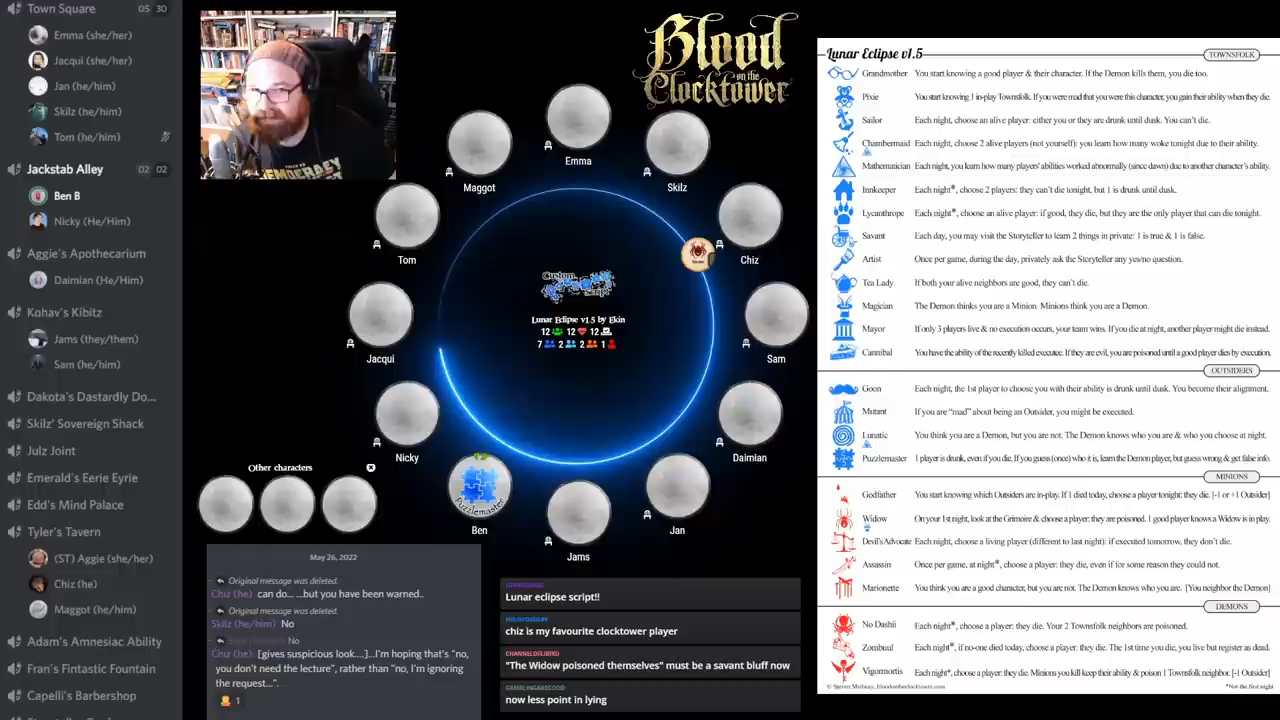 Town Square 05 30
Emma (she/her)
Jacqui (she/her)
Jan (he/him)
Skilz (he/him)
Tom (he/him)
Jackstab Alley 02 02
Ben B
Nicky (He/Him)
Aggie's Apothecarium
Daimian (He/Him)
Kohav's Kibitz
Jams (they/them)
Sam (he/him)
Dakota's Dastardly Do...
Skilz' Sovereign Shack
Julz Joint
Emerald's Eerie Eyrie
Edd's Red Bed
Tyler's Tavern
(ST) Aggie (she/her)
Chiz (he)
Maggot (he/him)
Adam's Amnesiac Ability
Fran's Fintastic Fountain
Capelli's Barbershop
Blood
on the
Clocktower
Emma
Maggot
Skilz
Tom
Chiz
Jacqui
Sam
Nicky
Daimian
Ben
Jan
Jams
Puzzlemaster
Custom
Script
Lunar Eclipse v1.5 by Ekin
12 12 12
7 2 2 1
Other characters
May 26, 2022
Original message was deleted.
Chiz (he) can do... ...but you have been warned..
Original message was deleted.
Skilz (he/him) No
No
Chiz (he) [gives suspicious look....]...I'm hoping that's "no,
you don't need the lecture", rather than "no, I'm ignoring
the request...".
1
Lunar eclipse script!!
chiz is my favourite clocktower player
"The Widow poisoned themselves" must be a savant bluff now
now less point in lying
Lunar Eclipse v1.5
TOWNSFOLK
Grandmother You start knowing a good player & their character. If the Demon kills them, you die too.
Pixie You start knowing 1 in-play Townsfolk. If you were mad that you were this character, you gain their ability when they die.
Sailor Each night, choose an alive player: either you or they are drunk until dusk. You can't die.
Chambermaid Each night, choose 2 alive players (not yourself): you learn how many woke tonight due to their ability.
Mathematician Each night, you learn how many players' abilities worked abnormally (since dawn) due to another character's ability.
Innkeeper Each night*, choose 2 players: they can't die tonight, but 1 is drunk until dusk.
Lycanthrope Each night*, choose an alive player: if good, they die, but they are the only player that can die tonight.
Savant Each day, you may visit the Storyteller to learn 2 things in private: 1 is true & 1 is false.
Artist Once per game, during the day, privately ask the Storyteller any yes/no question.
Tea Lady If both your alive neighbors are good, they can't die.
Magician The Demon thinks you are a Minion. Minions think you are a Demon.
Mayor If only 3 players live & no execution occurs, your team wins. If you die at night, another player might die instead.
Cannibal You have the ability of the recently killed executee. If they are evil, you are poisoned until a good player dies by execution.
OUTSIDERS
Goon Each night, the 1st player to choose you with their ability is drunk until dusk. You become their alignment.
Mutant If you are "mad" about being an Outsider, you might be executed.
Lunatic You think you are a Demon, but you are not. The Demon knows who you are & who you choose at night.
Puzzlemaster 1 player is drunk, even if you die. If you guess (once) who it is, learn the Demon player, but guess wrong & get false info.
MINIONS
Godfather You start knowing which Outsiders are in-play. If 1 died today, choose a player tonight: they die. [-1 or +1 Outsider]
Widow On your 1st night, look at the Grimoire & choose a player: they are poisoned. 1 good player knows a Widow is in play.
Devil's Advocate Each night, choose a living player (different to last night): if executed tomorrow, they don't die.
Assassin Once per game, at night*, choose a player: they die, even if for some reason they could not.
Marionette You think you are a good character, but you are not. The Demon knows who you are. [You neighbor the Demon]
DEMONS
No Dashii Each night*, choose a player: they die. Your 2 Townsfolk neighbors are poisoned.
Zombuul Each night*, if no-one died today, choose a player: they die. The 1st time you die, you live but register as dead.
Vigormortis Each night*, choose a player: they die. Minions you kill keep their ability & poison 1 Townsfolk neighbor. [-1 Outsider]
© Steven Medway, bloodontheclocktower.com
*Not the first night